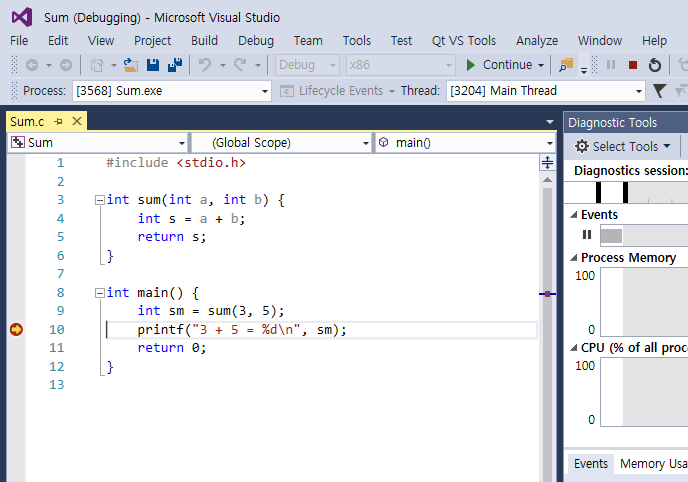 Sum (Debugging) - Microsoft Visual Studio
File Edit View Project Build Debug Team Tools Test Qt VS Tools Analyze Window Help
Debug x86 Continue
Process: [3568] Sum.exe Lifecycle Events Thread: [3204] Main Thread
Sum.c
Diagnostic Tools
Sum (Global Scope) main()
Select Tools
1 #include <stdio.h>
2
3 int sum(int a, int b) {
4 int s = a + b;
5 return s;
6 }
7
8 int main() {
9 int sm = sum(3, 5);
10 printf("3 + 5 = %d\n", sm);
11 return 0;
12 }
13
Diagnostics session:
Events
Process Memory
100
0
CPU (% of all proc
100
0
Events Memory Usa